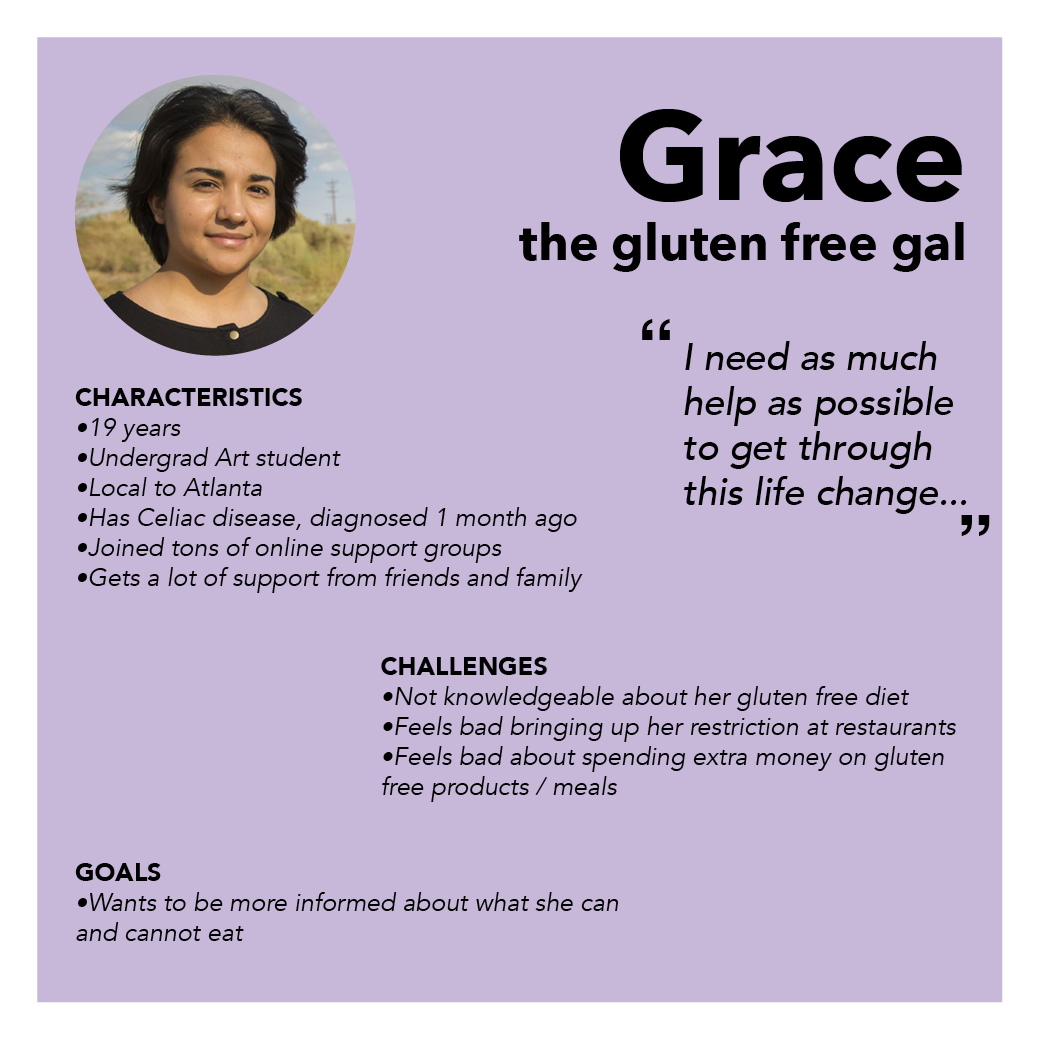 Grace
the gluten free gal
“ I need as much
help as possible
to get through
this life change...
”
CHARACTERISTICS
•19 years
•Undergrad Art student
•Local to Atlanta
•Has Celiac disease, diagnosed 1 month ago
•Joined tons of online support groups
•Gets a lot of support from friends and family
CHALLENGES
•Not knowledgeable about her gluten free diet
•Feels bad bringing up her restriction at restaurants
•Feels bad about spending extra money on gluten
free products / meals
GOALS
•Wants to be more informed about what she can
and cannot eat